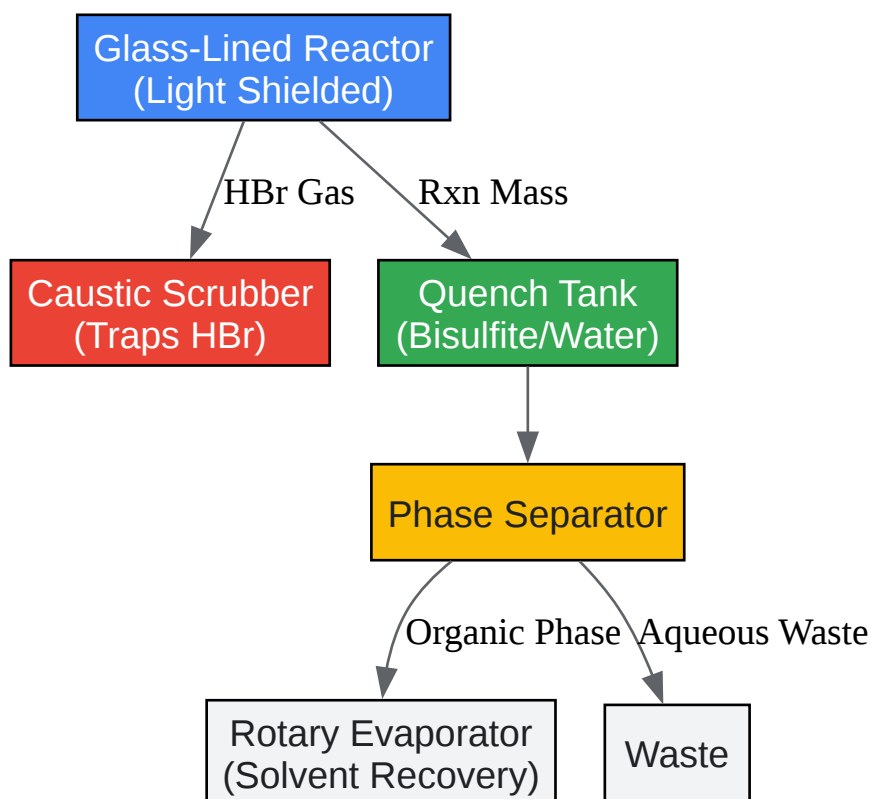 Glass-Lined Reactor
(Light Shielded)
HBr Gas
Rxn Mass
Caustic Scrubber
(Traps HBr)
Quench Tank
(Bisulfite/Water)
Phase Separator
Organic Phase
Aqueous Waste
Rotary Evaporator
(Solvent Recovery)
Waste